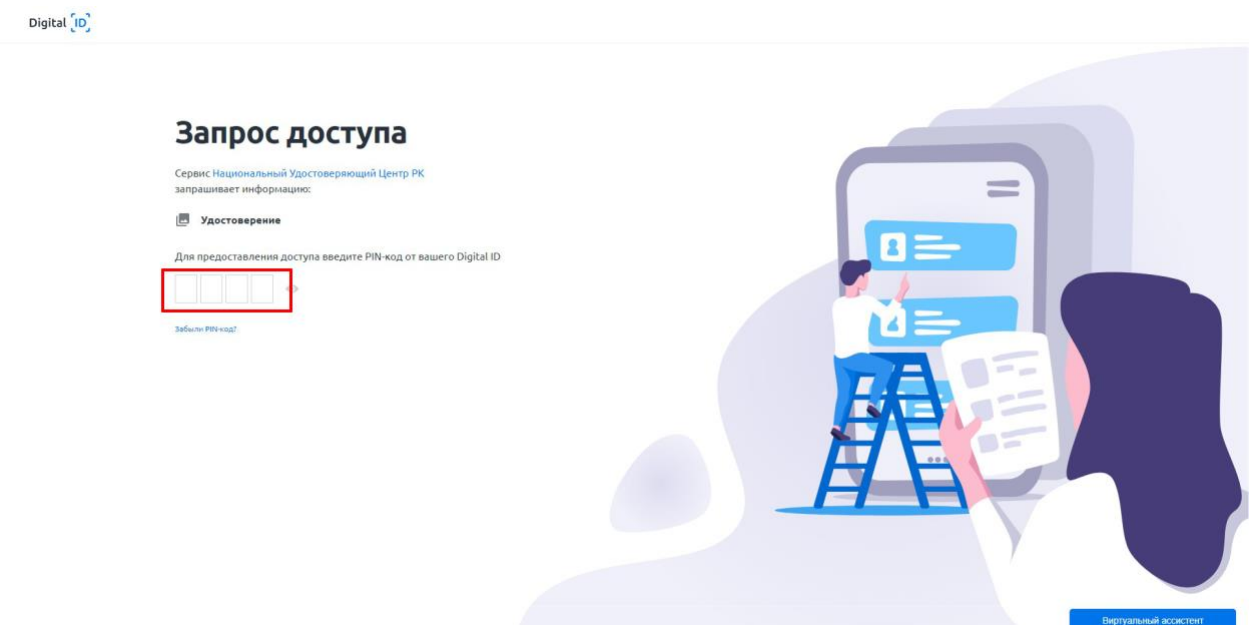 Digital ID
Запрос доступа
Сервис Национальный Удостоверяющий Центр РК
запрашивает информацию:
Удостоверение
Для предоставления доступа введите PIN-код от вашего Digital ID
Забыли PIN-код?
Виртуальный ассистент